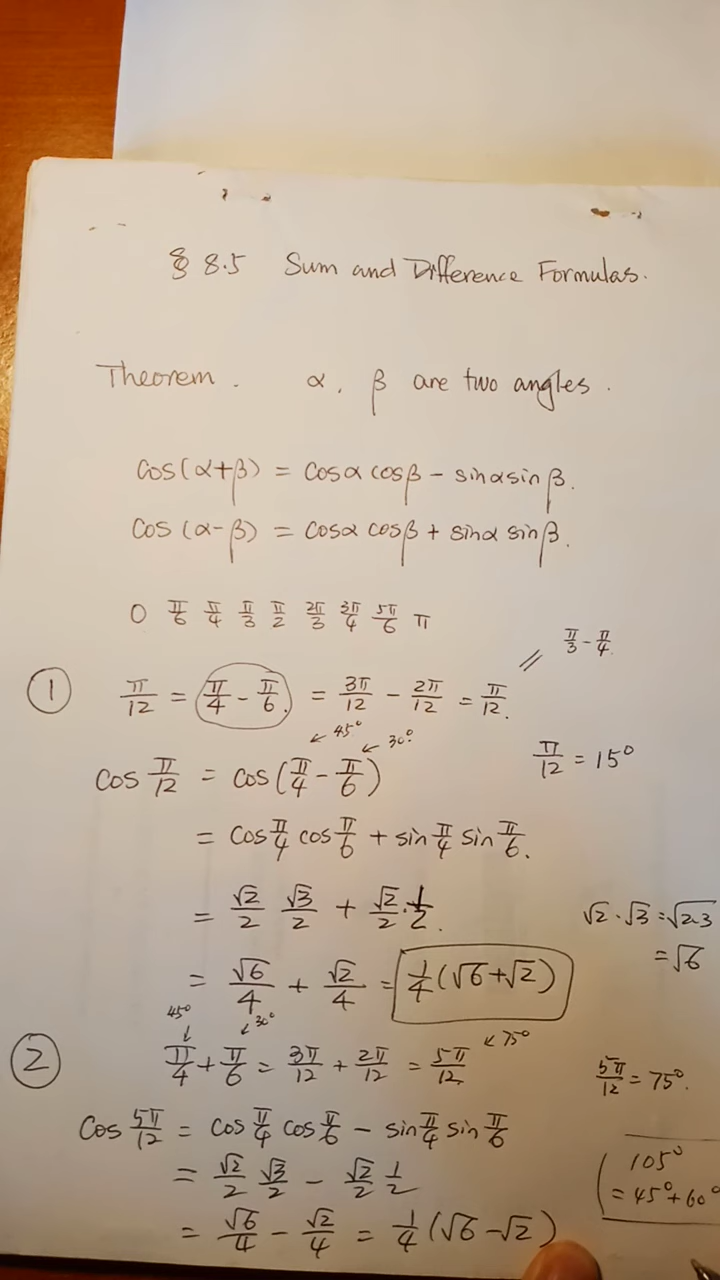 § 8.5 Sum and Difference Formulas.
Theorem. α, β are two angles.
cos(α+β) = cosα cosβ - sinα sinβ.
cos(α-β) = cosα cosβ + sinα sinβ.
0 π/6 π/4 π/3 π/2 2π/3 3π/4 5π/6 π
// π/3 - π/4.
① π/12 = π/4 - π/6. = 3π/12 - 2π/12 = π/12.
↙ 45° ↙ 30°
cos π/12 = cos(π/4 - π/6)
π/12 = 15°
= cos π/4 cos π/6 + sin π/4 sin π/6.
= √2/2 √3/2 + √2/2 · 1/2.
√2 · √3 = √2·3
= √6
= √6/4 + √2/4 = 1/4(√6+√2)
45° ↓ ↙ 30°
② π/4 + π/6 = 3π/12 + 2π/12 = 5π/12 ↙ 75°
5π/12 = 75°.
cos 5π/12 = cos π/4 cos π/6 - sin π/4 sin π/6
= √2/2 √3/2 - √2/2 1/2
105°
= 45° + 60°
= √6/4 - √2/4 = 1/4(√6 - √2)